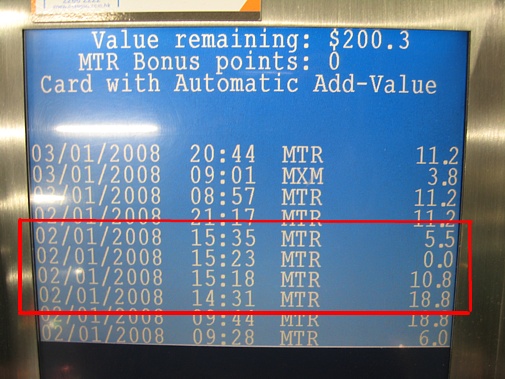 Value remaining: $200.3
MTR Bonus points: 0
Card with Automatic Add-Value
03/01/2008 20:44 MTR 11.2
03/01/2008 09:01 MXM 3.8
03/01/2008 08:57 MTR 11.2
02/01/2008 21:17 MTR 11.2
02/01/2008 15:35 MTR 5.5
02/01/2008 15:23 MTR 0.0
02/01/2008 15:18 MTR 10.8
02/01/2008 14:31 MTR 18.8
02/01/2008 09:44 MTR 18.8
02/01/2008 09:28 MTR 6.0